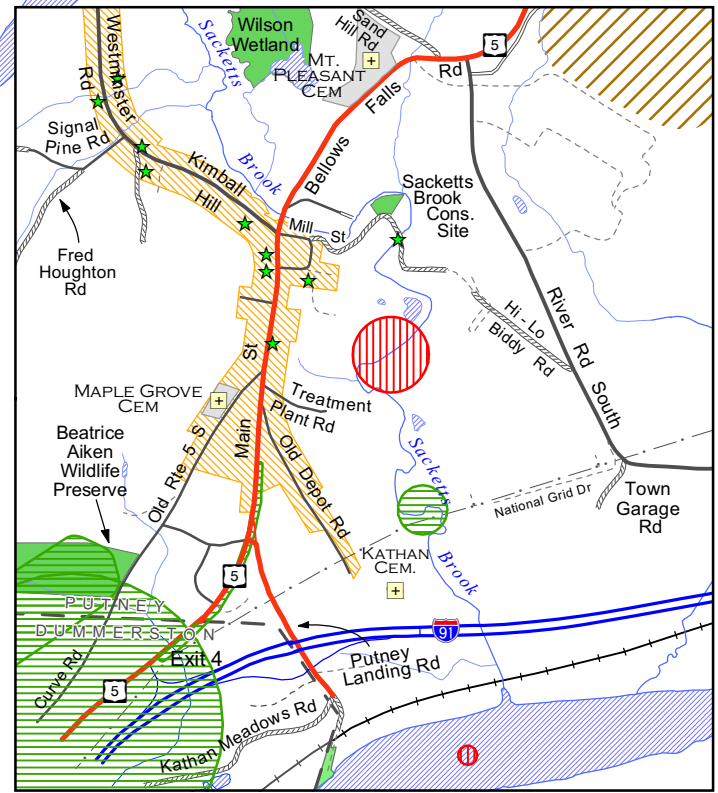 Sacketts
Brook
Wilson
Wetland
Sand
Hill Rd
MT.
PLEASANT
CEM
5
Rd
Falls
Bellows
Westminster
Rd
Signal
Pine Rd
Kimball
Hill
Fred
Houghton
Rd
Mill St
Sacketts
Brook
Cons.
Site
Hi - Lo
Biddy Rd
River Rd South
MAPLE GROVE
CEM
Main St
Treatment
Plant Rd
Old Rte 5 S
Old Depot Rd
Beatrice
Aiken
Wildlife
Preserve
Sacketts
Brook
National Grid Dr
Town
Garage
Rd
KATHAN
CEM.
5
PUTNEY
DUMMERSTON
91
Exit 4
Curve Rd
5
Putney
Landing Rd
Kathan Meadows Rd